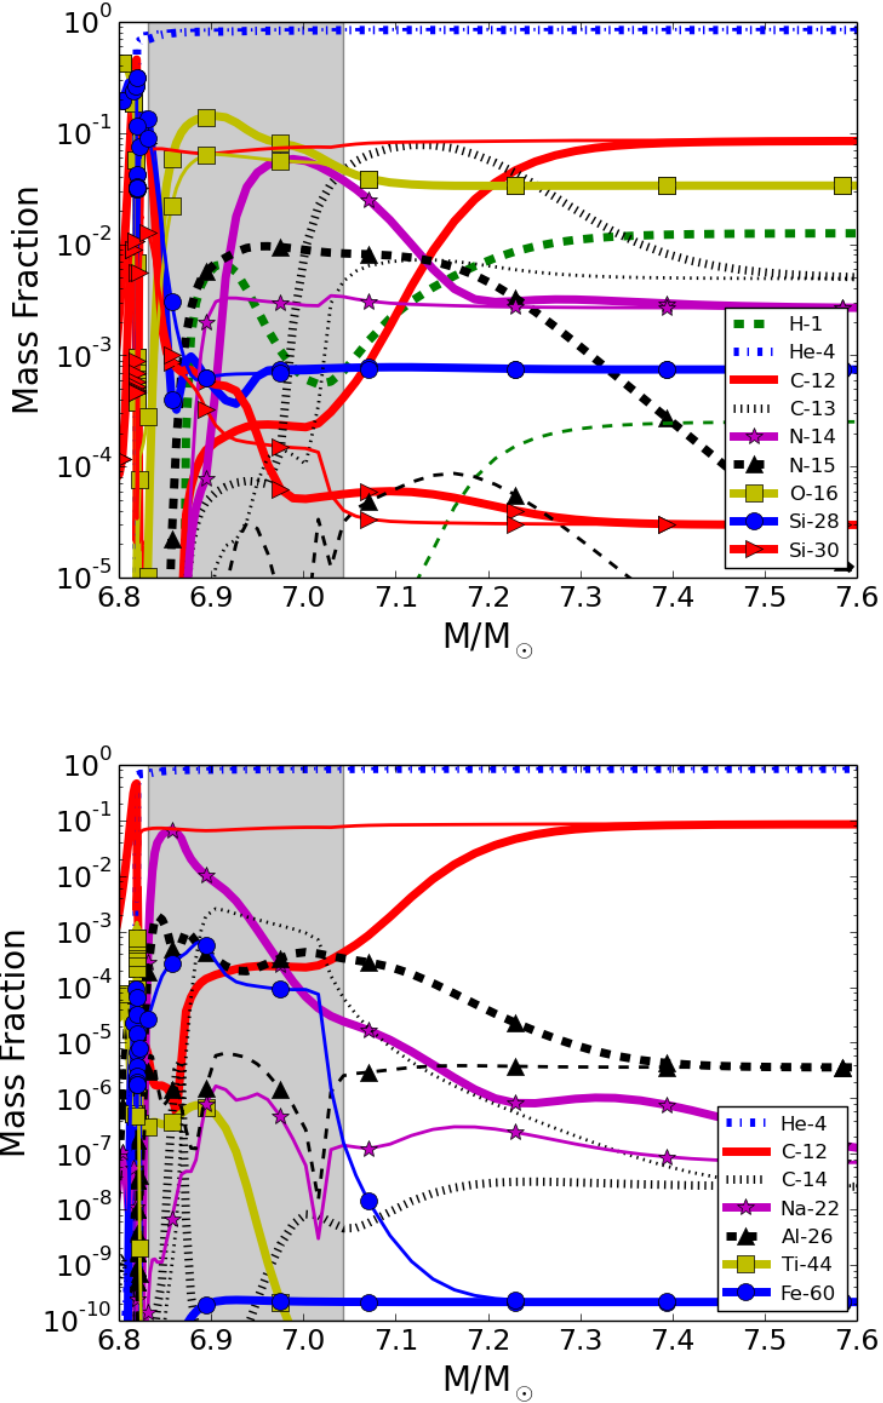 10^0
10^-1
10^-2
10^-3
10^-4
10^-5
Mass Fraction
H-1
He-4
C-12
C-13
N-14
N-15
O-16
Si-28
Si-30
6.8 6.9 7.0 7.1 7.2 7.3 7.4 7.5 7.6
M/M⊙
10^0
10^-1
10^-2
10^-3
10^-4
10^-5
10^-6
10^-7
10^-8
10^-9
10^-10
Mass Fraction
He-4
C-12
C-14
Na-22
Al-26
Ti-44
Fe-60
6.8 6.9 7.0 7.1 7.2 7.3 7.4 7.5 7.6
M/M⊙